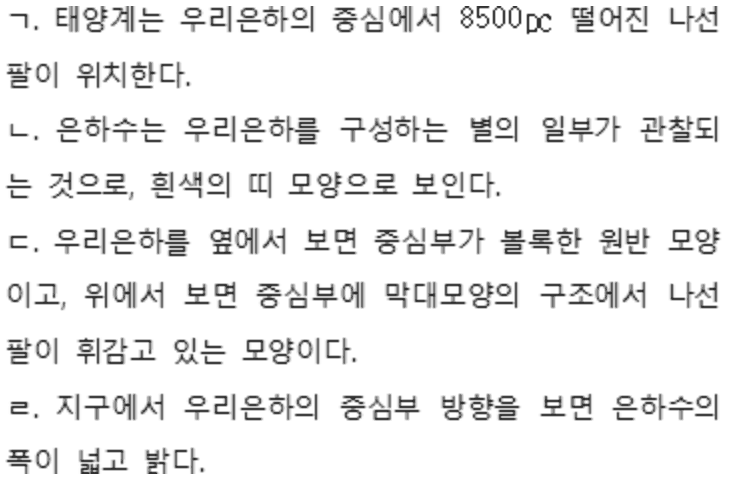 ㄱ. 태양계는 우리은하의 중심에서 8500pc 떨어진 나선
팔이 위치한다.
ㄴ. 은하수는 우리은하를 구성하는 별의 일부가 관찰되
는 것으로, 흰색의 띠 모양으로 보인다.
ㄷ. 우리은하를 옆에서 보면 중심부가 볼록한 원반 모양
이고, 위에서 보면 중심부에 막대모양의 구조에서 나선
팔이 휘감고 있는 모양이다.
ㄹ. 지구에서 우리은하의 중심부 방향을 보면 은하수의
폭이 넓고 밝다.